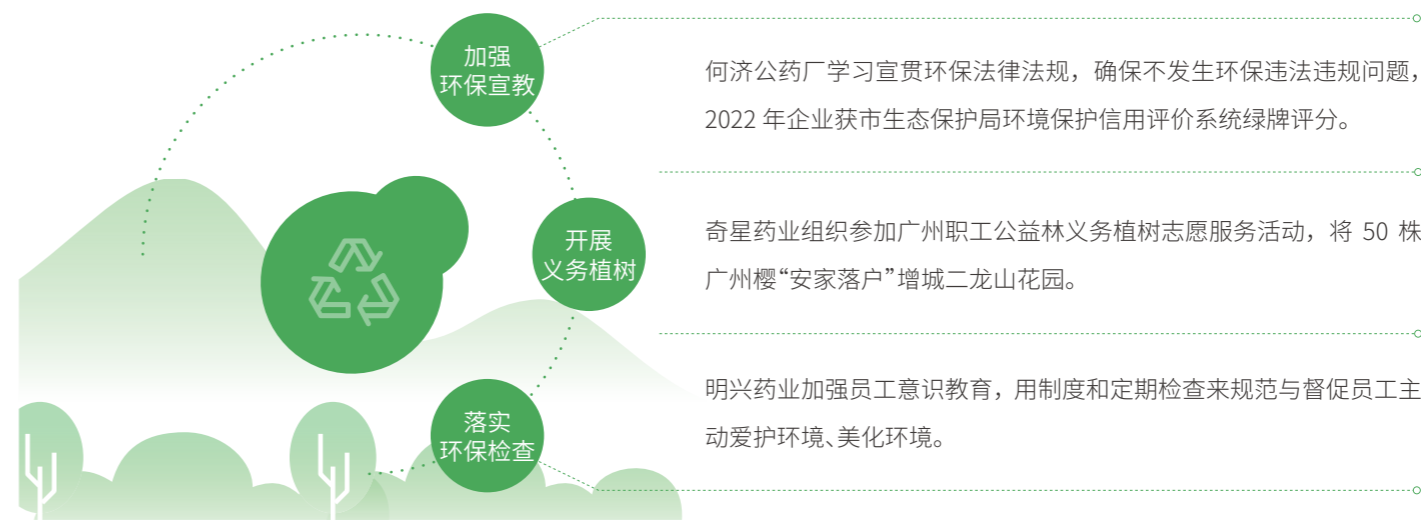 加强
环保宣教
何济公药厂学习宣贯环保法律法规，确保不发生环保违法违规问题，
2022 年企业获市生态保护局环境保护信用评价系统绿牌评分。
开展
义务植树
奇星药业组织参加广州职工公益林义务植树志愿服务活动，将 50 株
广州樱“安家落户”增城二龙山花园。
落实
环保检查
明兴药业加强员工意识教育，用制度和定期检查来规范与督促员工主
动爱护环境、美化环境。